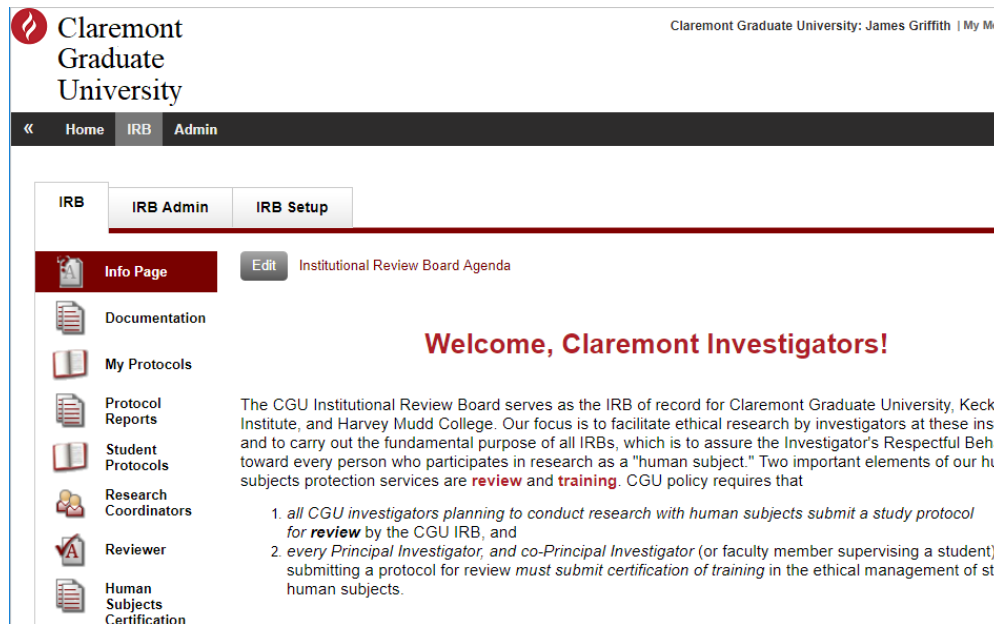 Claremont
Graduate
University
Claremont Graduate University: James Griffith | My
« Home IRB Admin
IRB
IRB Admin
IRB Setup
Info Page
Documentation
My Protocols
Protocol
Reports
Student
Protocols
Research
Coordinators
Reviewer
Human
Subjects
Certification
Edit Institutional Review Board Agenda
Welcome, Claremont Investigators!
The CGU Institutional Review Board serves as the IRB of record for Claremont Graduate University, Keck
Institute, and Harvey Mudd College. Our focus is to facilitate ethical research by investigators at these ins
and to carry out the fundamental purpose of all IRBs, which is to assure the Investigator's Respectful Beh
toward every person who participates in research as a "human subject." Two important elements of our hu
subjects protection services are review and training. CGU policy requires that
1. all CGU investigators planning to conduct research with human subjects submit a study protocol
for review by the CGU IRB, and
2. every Principal Investigator, and co-Principal Investigator (or faculty member supervising a student)
submitting a protocol for review must submit certification of training in the ethical management of st
human subjects.